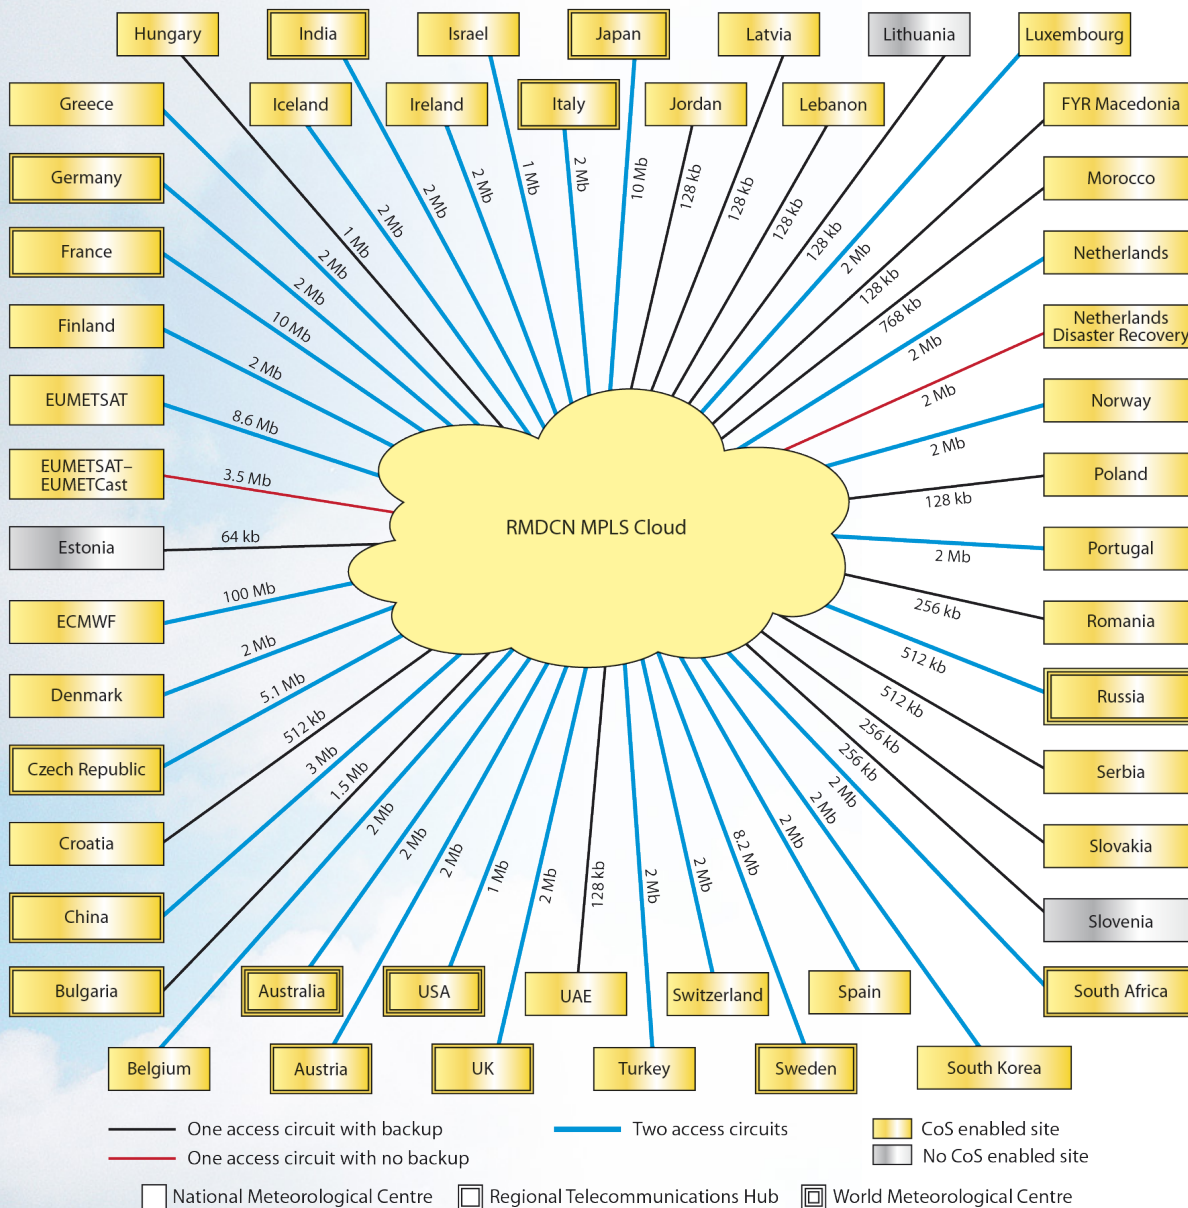 Hungary
India
Israel
Japan
Latvia
Lithuania
Luxembourg
Greece
Iceland
Ireland
Italy
Jordan
Lebanon
FYR Macedonia
Germany
Morocco
France
Netherlands
Finland
Netherlands
Disaster Recovery
EUMETSAT
Norway
EUMETSAT–
EUMETCast
Poland
Estonia
Portugal
ECMWF
Romania
Denmark
Russia
Czech Republic
Serbia
Croatia
Slovakia
China
Slovenia
Bulgaria
Australia
USA
UAE
Switzerland
Spain
South Africa
Belgium
Austria
UK
Turkey
Sweden
South Korea
RMDCN MPLS Cloud
1 Mb
2 Mb
2 Mb
2 Mb
1 Mb
2 Mb
10 Mb
128 kb
128 kb
128 kb
128 kb
2 Mb
128 kb
768 kb
2 Mb
2 Mb
2 Mb
128 kb
2 Mb
256 kb
512 kb
512 kb
256 kb
256 kb
2 Mb
2 Mb
2 Mb
8.2 Mb
2 Mb
2 Mb
128 kb
2 Mb
1 Mb
2 Mb
2 Mb
2 Mb
1.5 Mb
3 Mb
512 kb
5.1 Mb
2 Mb
100 Mb
64 kb
3.5 Mb
8.6 Mb
2 Mb
10 Mb
2 Mb
2 Mb
One access circuit with backup
Two access circuits
CoS enabled site
One access circuit with no backup
No CoS enabled site
National Meteorological Centre
Regional Telecommunications Hub
World Meteorological Centre